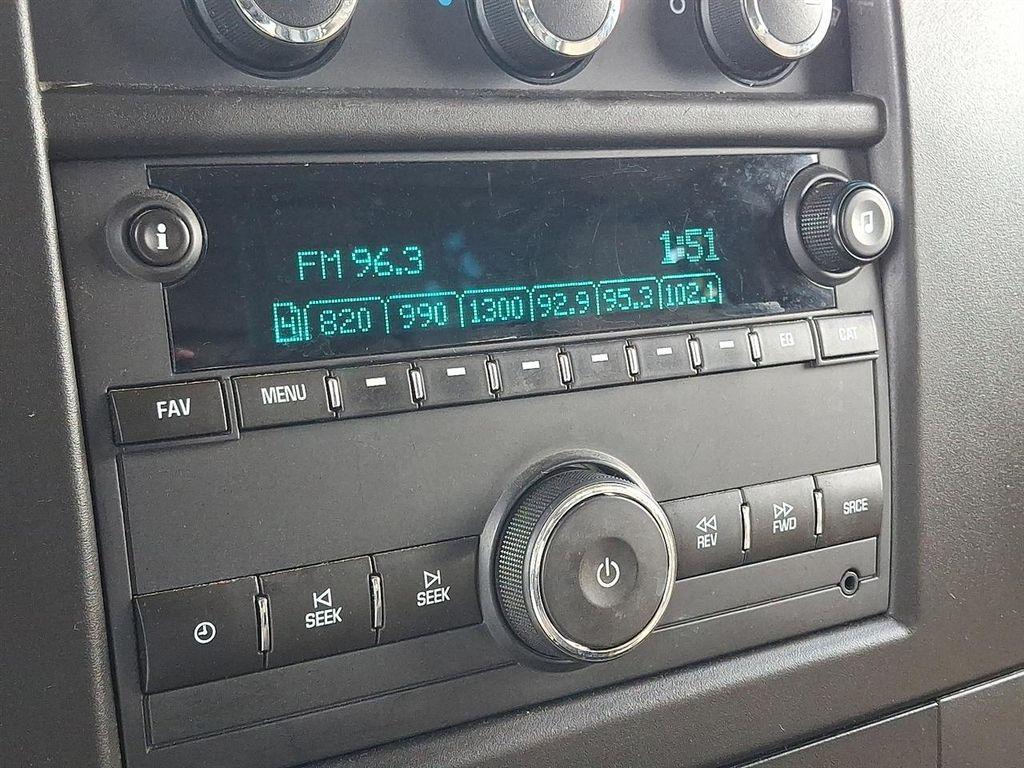 i
FM 96.3 1:51
4 820 990 1300 92.9 95.3 102.1
FAV MENU EQ CAT
SEEK SEEK REV FWD SRCE